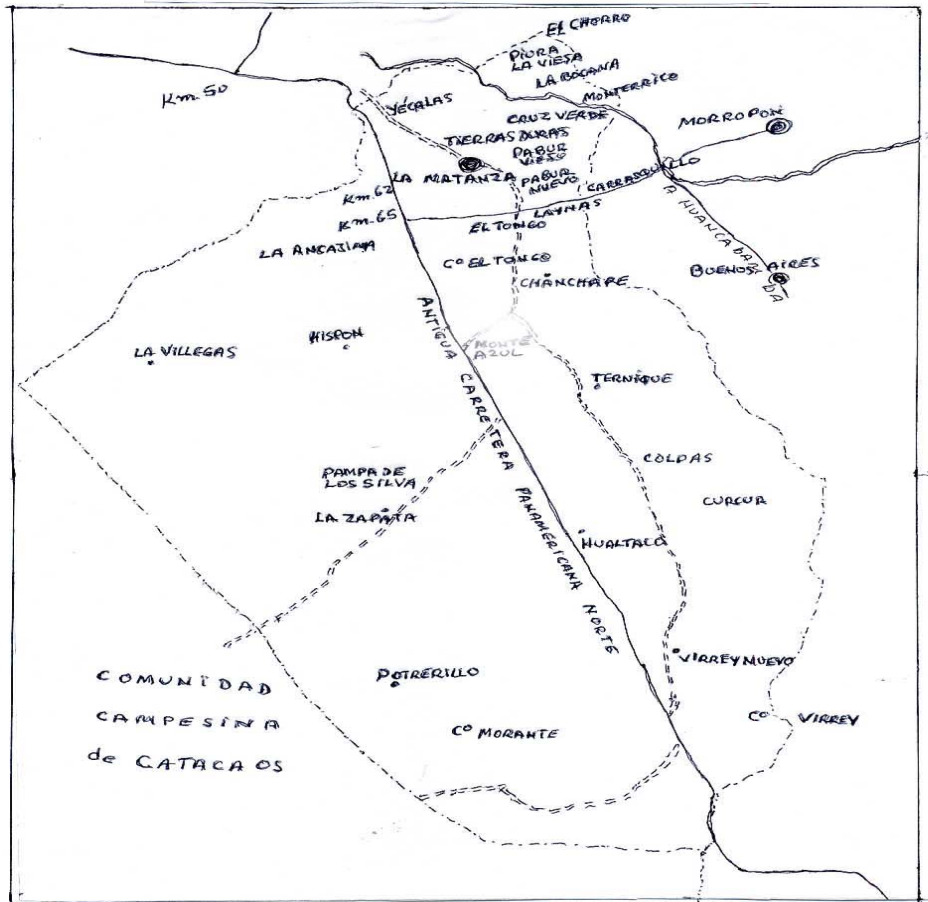 EL CHORRO
PIURA
LA VIEJA
LA BOCANA
MONTERRICO
Km. 50
YÉCALAS
CRUZ VERDE
MORROPON
TIERRAS DURAS
PABUR
VIEJO
LA MATANZA
PABUR
NUEVO
CARRASQUILLO
Km. 62
Km. 65
LAYNAS
EL TONGO
A HUANCABAMBA
LA ANCAJIMA
Cº EL TONGO
CHANCHAPE
BUENOS-AIRES
ANTIGUA CARRETERA PANAMERICANA NORTE
HISPON
LA VILLEGAS
MONTE
AZUL
TERNIQUE
COLPAS
PAMPA DE
LOS SILVA
CURCUR
LA ZAPATA
HUALTACO
VIRREY NUEVO
COMUNIDAD
CAMPESINA
de CATACAOS
POTRERILLO
Cº MORANTE
Cº VIRREY